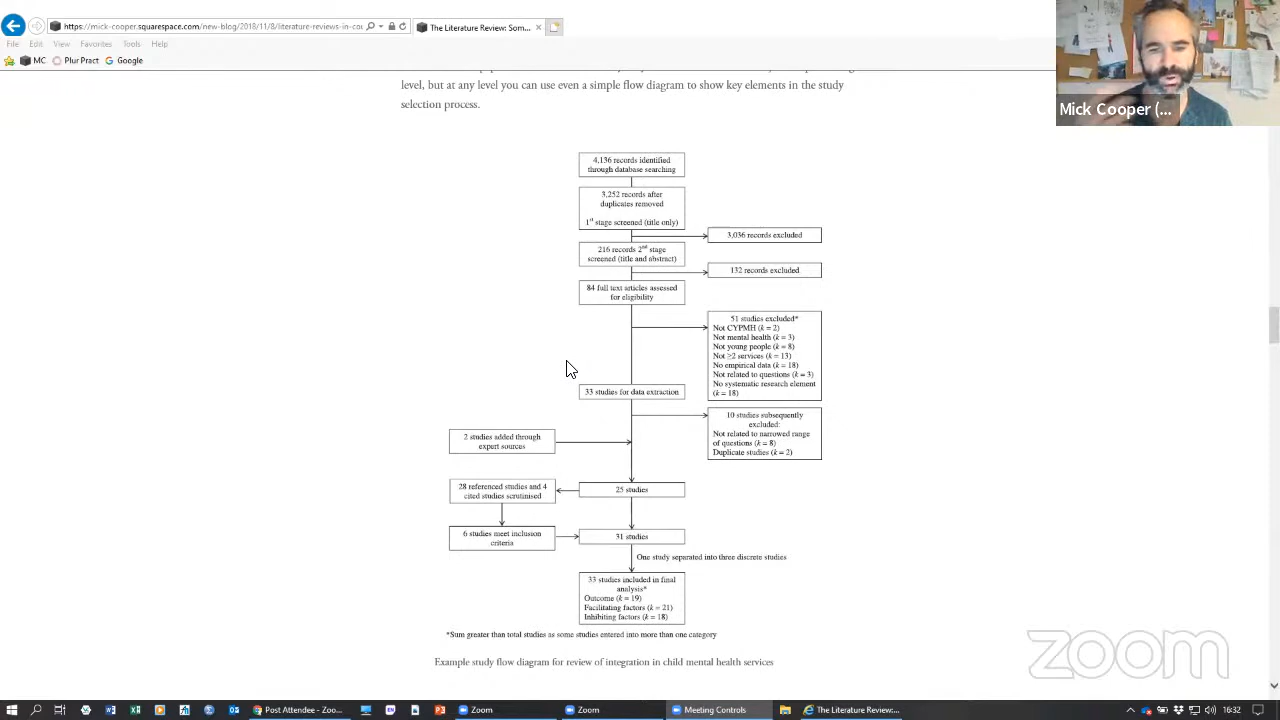 https://mick-cooper.squarespace.com/new-blog/2018/11/8/literature-reviews-in-cou
The Literature Review: Som...
Mick Cooper (...
File Edit View Favorites Tools Help
MC Plur Pract Google
level, but at any level you can use even a simple flow diagram to show key elements in the study
selection process.
4,136 records identified
through database searching
3,252 records after
duplicates removed
1st stage screened (title only)
3,036 records excluded
216 records 2nd stage
screened (title and abstract)
132 records excluded
84 full text articles assessed
for eligibility
51 studies excluded*
Not CYPMH (k = 2)
Not mental health (k = 3)
Not young people (k = 8)
Not ≥2 services (k = 13)
No empirical data (k = 18)
Not related to questions (k = 3)
No systematic research element
(k = 18)
33 studies for data extraction
10 studies subsequently
excluded:
Not related to narrowed range
of questions (k = 8)
Duplicate studies (k = 2)
2 studies added through
expert sources
28 referenced studies and 4
cited studies scrutinised
25 studies
6 studies meet inclusion
criteria
31 studies
One study separated into three discrete studies
33 studies included in final
analysis*
Outcome (k = 19)
Facilitating factors (k = 21)
Inhibiting factors (k = 18)
*Sum greater than total studies as some studies entered into more than one category
Example study flow diagram for review of integration in child mental health services
zoom
Post Attendee - Zoo... Zoom Zoom Meeting Controls The Literature Review:... 16:32